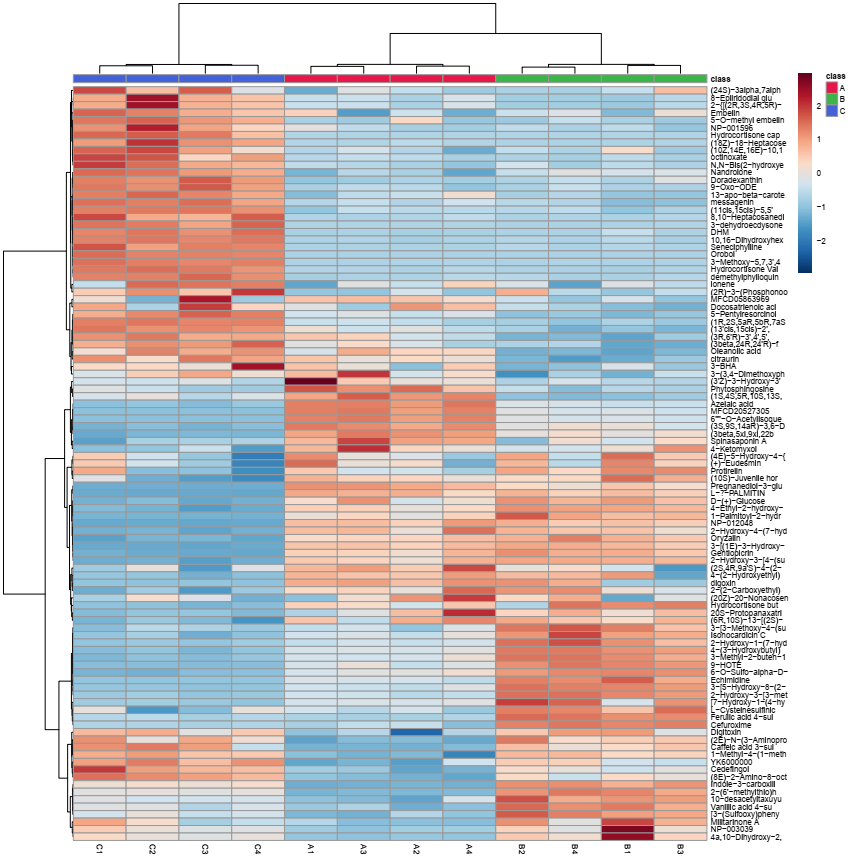 class
class
A
B
C
2
1
0
−1
−2
(24S)−3alpha,7alph
8−Epiiridodial glu
2−{[(2R,3S,4R,5R)−
Embelin
5−O−methyl embelin
NP−001596
Hydrocortisone cap
(18Z)−18−Heptacose
(10Z,14E,16E)−10,1
octinoxate
N,N−Bis(2−hydroxye
Nandrolone
Doradexanthin
9−Oxo−ODE
13−apo−beta−carote
messagenin
(11cis,15cis)−5,5'
8,10−Heptacosanedi
3−dehydroecdysone
DHM
10,16−Dihydroxyhex
Seneciphylline
Orobol
3−Methoxy−5,7,3',4
Hydrocortisone Val
demethylphylloquin
Ionene
(2R)−3−(Phosphonoo
MFCD05863969
Docosatrienoic aci
5−Pentylresorcinol
(1R,2S,5aR,5bR,7aS
(13'cis,15cis)−2',
(3R,6'R)−3',4',5',
(3beta,24R,24'R)−f
Oleanolic acid
citraurin
3−BHA
3−(3,4−Dimethoxyph
(3'Z)−3−Hydroxy−3'
Phytosphingosine
(1S,4S,5R,10S,13S,
Azelaic acid
MFCD20527305
6""−O−Acetylisoque
(3S,9S,14aR)−3,6−D
(3beta,5xi,9xi,22b
Spinasaponin A
4−Ketomyxol
(4E)−5−Hydroxy−4−{
(+)−Eudesmin
Protirelin
(10S)−Juvenile hor
Pregnanediol−3−glu
L−?−PALMITIN
D−(+)−Glucose
4−Ethyl−2−hydroxy−
1−Palmitoyl−2−hydr
NP−012048
2−Hydroxy−4−(7−hyd
Oryzalin
3−[(1E)−3−Hydroxy−
Gentiopicrin
2−Hydroxy−3−[4−(su
(2S,4R,9a'S)−4−(2−
4−(2−Hydroxyethyl)
digoxin
2−(2−Carboxyethyl)
(20Z)−20−Nonacosen
Hydrocortisone but
20S−Protopanaxatri
(6R,10S)−13−[(2S)−
3−[3−Methoxy−4−(su
Isonocardicin C
2−Hydroxy−1−(7−hyd
4−(3−Hydroxybutyl)
3−Methyl−2−buten−1
9−HOTE
6−O−Sulfo−alpha−D−
Echimidine
3−[5−Hydroxy−8−(2−
2−Hydroxy−3−[3−met
[7−Hydroxy−1−(4−hy
L−Cysteinesulfinic
Ferulic acid 4−sul
Cefuroxime
Digitoxin
(2E)−N−(3−Aminopro
Caffeic acid 3−sul
1−Methyl−4−(1−meth
YK6000000
Cedefingol
(8E)−2−Amino−8−oct
Indole−3−carboxili
2−(6'−methylthio)h
10−desacetyltaxuyu
Vanillic acid 4−su
[3−(Sulfooxy)pheny
Militarinone A
NP−003039
4a,10−Dihydroxy−2,
C1 C2 C3 C4 A1 A3 A2 A4 B2 B4 B1 B3